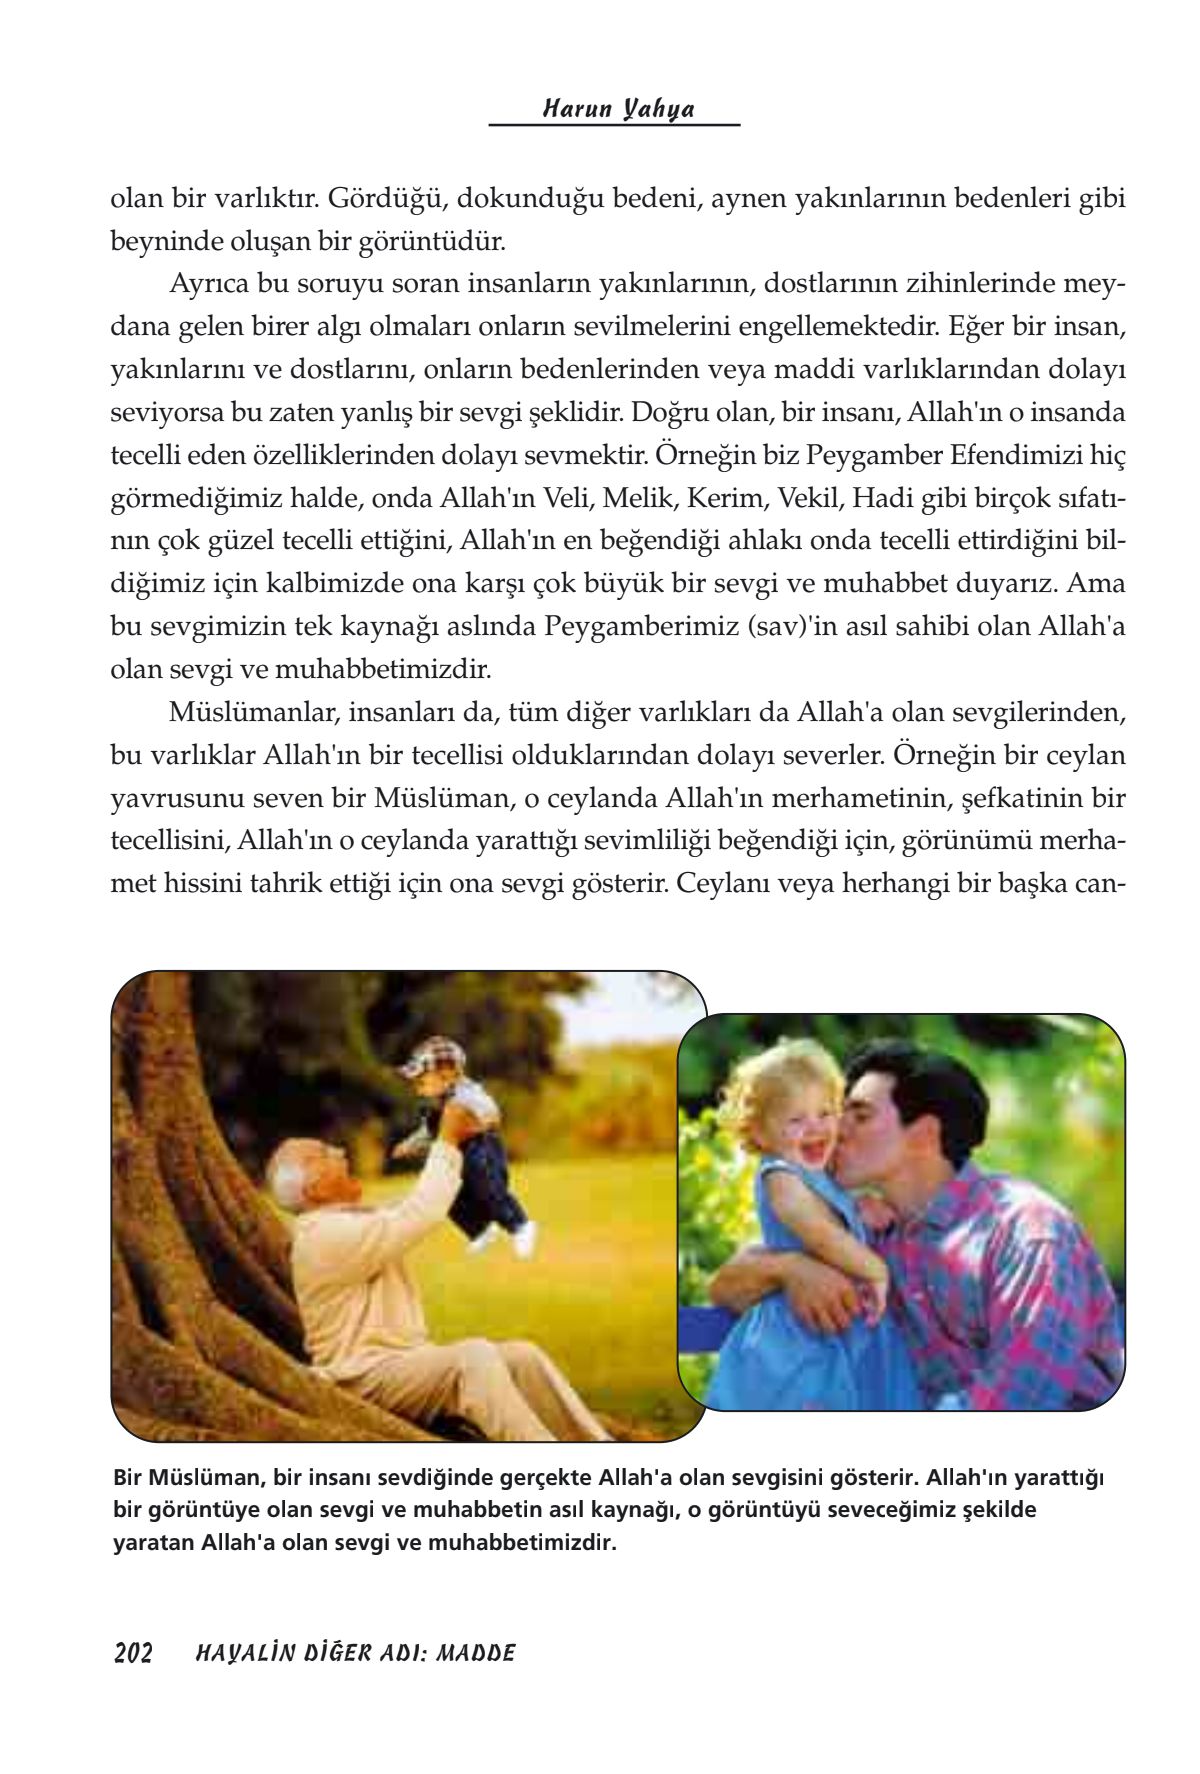 Harun Yahya
olan bir varlıktır. Gördüğü, dokunduğu bedeni, aynen yakınlarının bedenleri gibi
beyninde oluşan bir görüntüdür.
Ayrıca bu soruyu soran insanların yakınlarının, dostlarının zihinlerinde mey-
dana gelen birer algı olmaları onların sevilmelerini engellemektedir. Eğer bir insan,
yakınlarını ve dostlarını, onların bedenlerinden veya maddi varlıklarından dolayı
seviyorsa bu zaten yanlış bir sevgi şeklidir. Doğru olan, bir insanı, Allah'ın o insanda
tecelli eden özelliklerinden dolayı sevmektir. Örneğin biz Peygamber Efendimizi hiç
görmediğimiz halde, onda Allah'ın Veli, Melik, Kerim, Vekil, Hadi gibi birçok sıfatı-
nın çok güzel tecelli ettiğini, Allah'ın en beğendiği ahlakı onda tecelli ettirdiğini bil-
diğimiz için kalbimizde ona karşı çok büyük bir sevgi ve muhabbet duyarız. Ama
bu sevgimizin tek kaynağı aslında Peygamberimiz (sav)'in asıl sahibi olan Allah'a
olan sevgi ve muhabbetimizdir.
Müslümanlar, insanları da, tüm diğer varlıkları da Allah'a olan sevgilerinden,
bu varlıklar Allah'ın bir tecellisi olduklarından dolayı severler. Örneğin bir ceylan
yavrusunu seven bir Müslüman, o ceylanda Allah'ın merhametinin, şefkatinin bir
tecellisini, Allah'ın o ceylanda yarattığı sevimliliği beğendiği için, görünümü merha-
met hissini tahrik ettiği için ona sevgi gösterir. Ceylanı veya herhangi bir başka can-
Bir Müslüman, bir insanı sevdiğinde gerçekte Allah'a olan sevgisini gösterir. Allah'ın yarattığı
bir görüntüye olan sevgi ve muhabbetin asıl kaynağı, o görüntüyü seveceğimiz şekilde
yaratan Allah'a olan sevgi ve muhabbetimizdir.
202 HAYALİN DİĞER ADI: MADDE